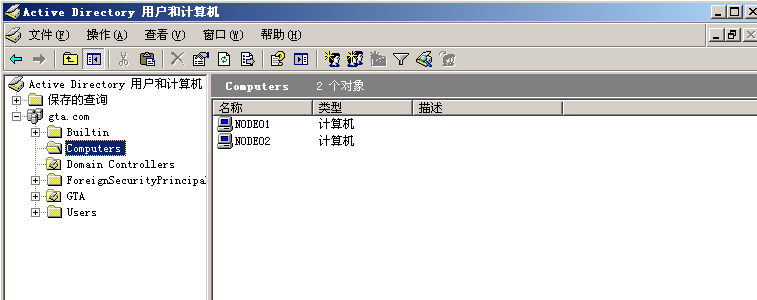 Active Directory 用户和计算机
文件(F) 操作(A) 查看(V) 窗口(W) 帮助(H)
Active Directory 用户和计算机
保存的查询
gta.com
Builtin
Computers
Domain Controllers
ForeignSecurityPrincipal
GTA
Users
Computers 2 个对象
名称 类型 描述
NODE01 计算机
NODE02 计算机